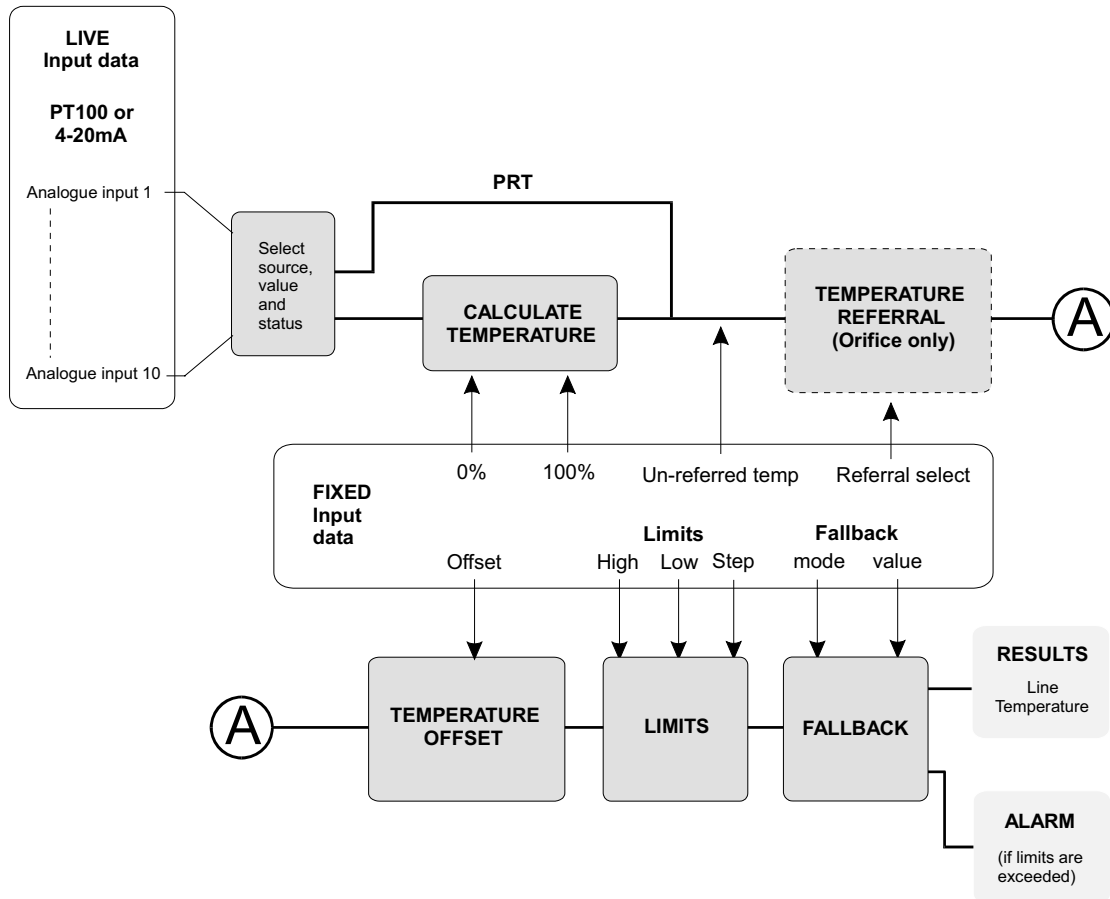 LIVE
Input data
PT100 or
4-20mA
Analogue input 1
Analogue input 10
Select
source,
value
and
status
PRT
CALCULATE
TEMPERATURE
TEMPERATURE
REFERRAL
(Orifice only)
A
0%
100%
Un-referred temp
Referral select
FIXED
Input
data
Offset
Limits
High
Low
Step
Fallback
mode
value
A
TEMPERATURE
OFFSET
LIMITS
FALLBACK
RESULTS
Line
Temperature
ALARM
(if limits are
exceeded)